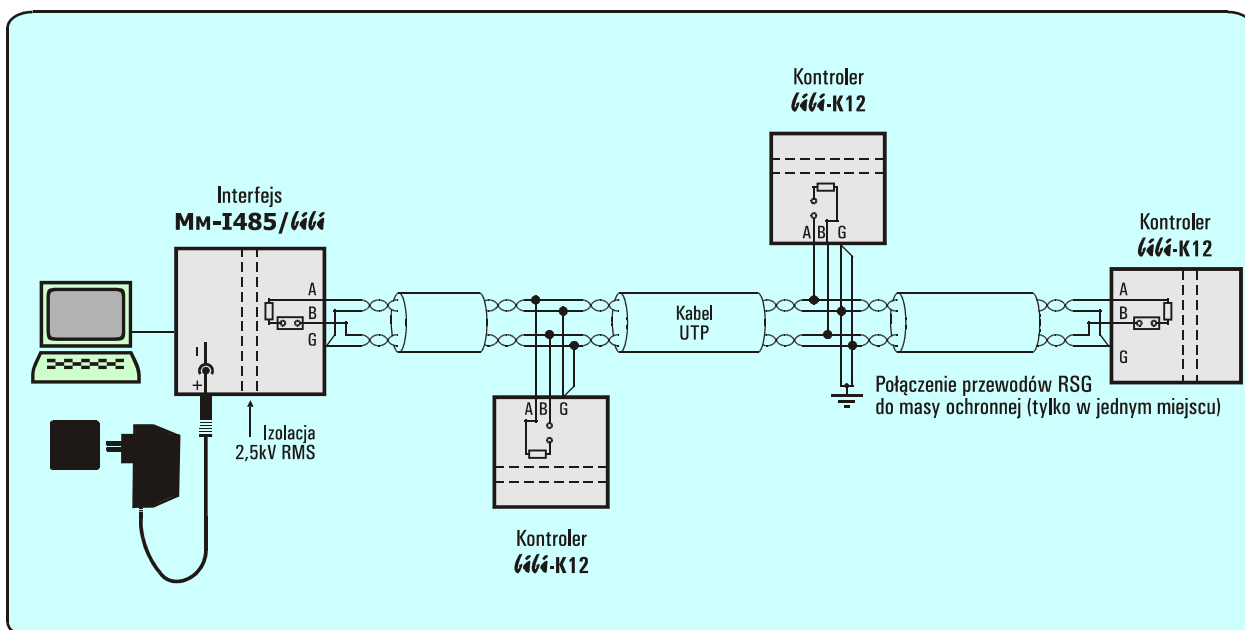 Kontroler
bibi-K12
Interfejs
MM-I485/bibi
Kontroler
bibi-K12
A B G
A
B
G
Kabel
UTP
A
B
G
- 
+
Izolacja
2,5kV RMS
A B G
Połączenie przewodów RSG
do masy ochronnej (tylko w jednym miejscu)
Kontroler
bibi-K12